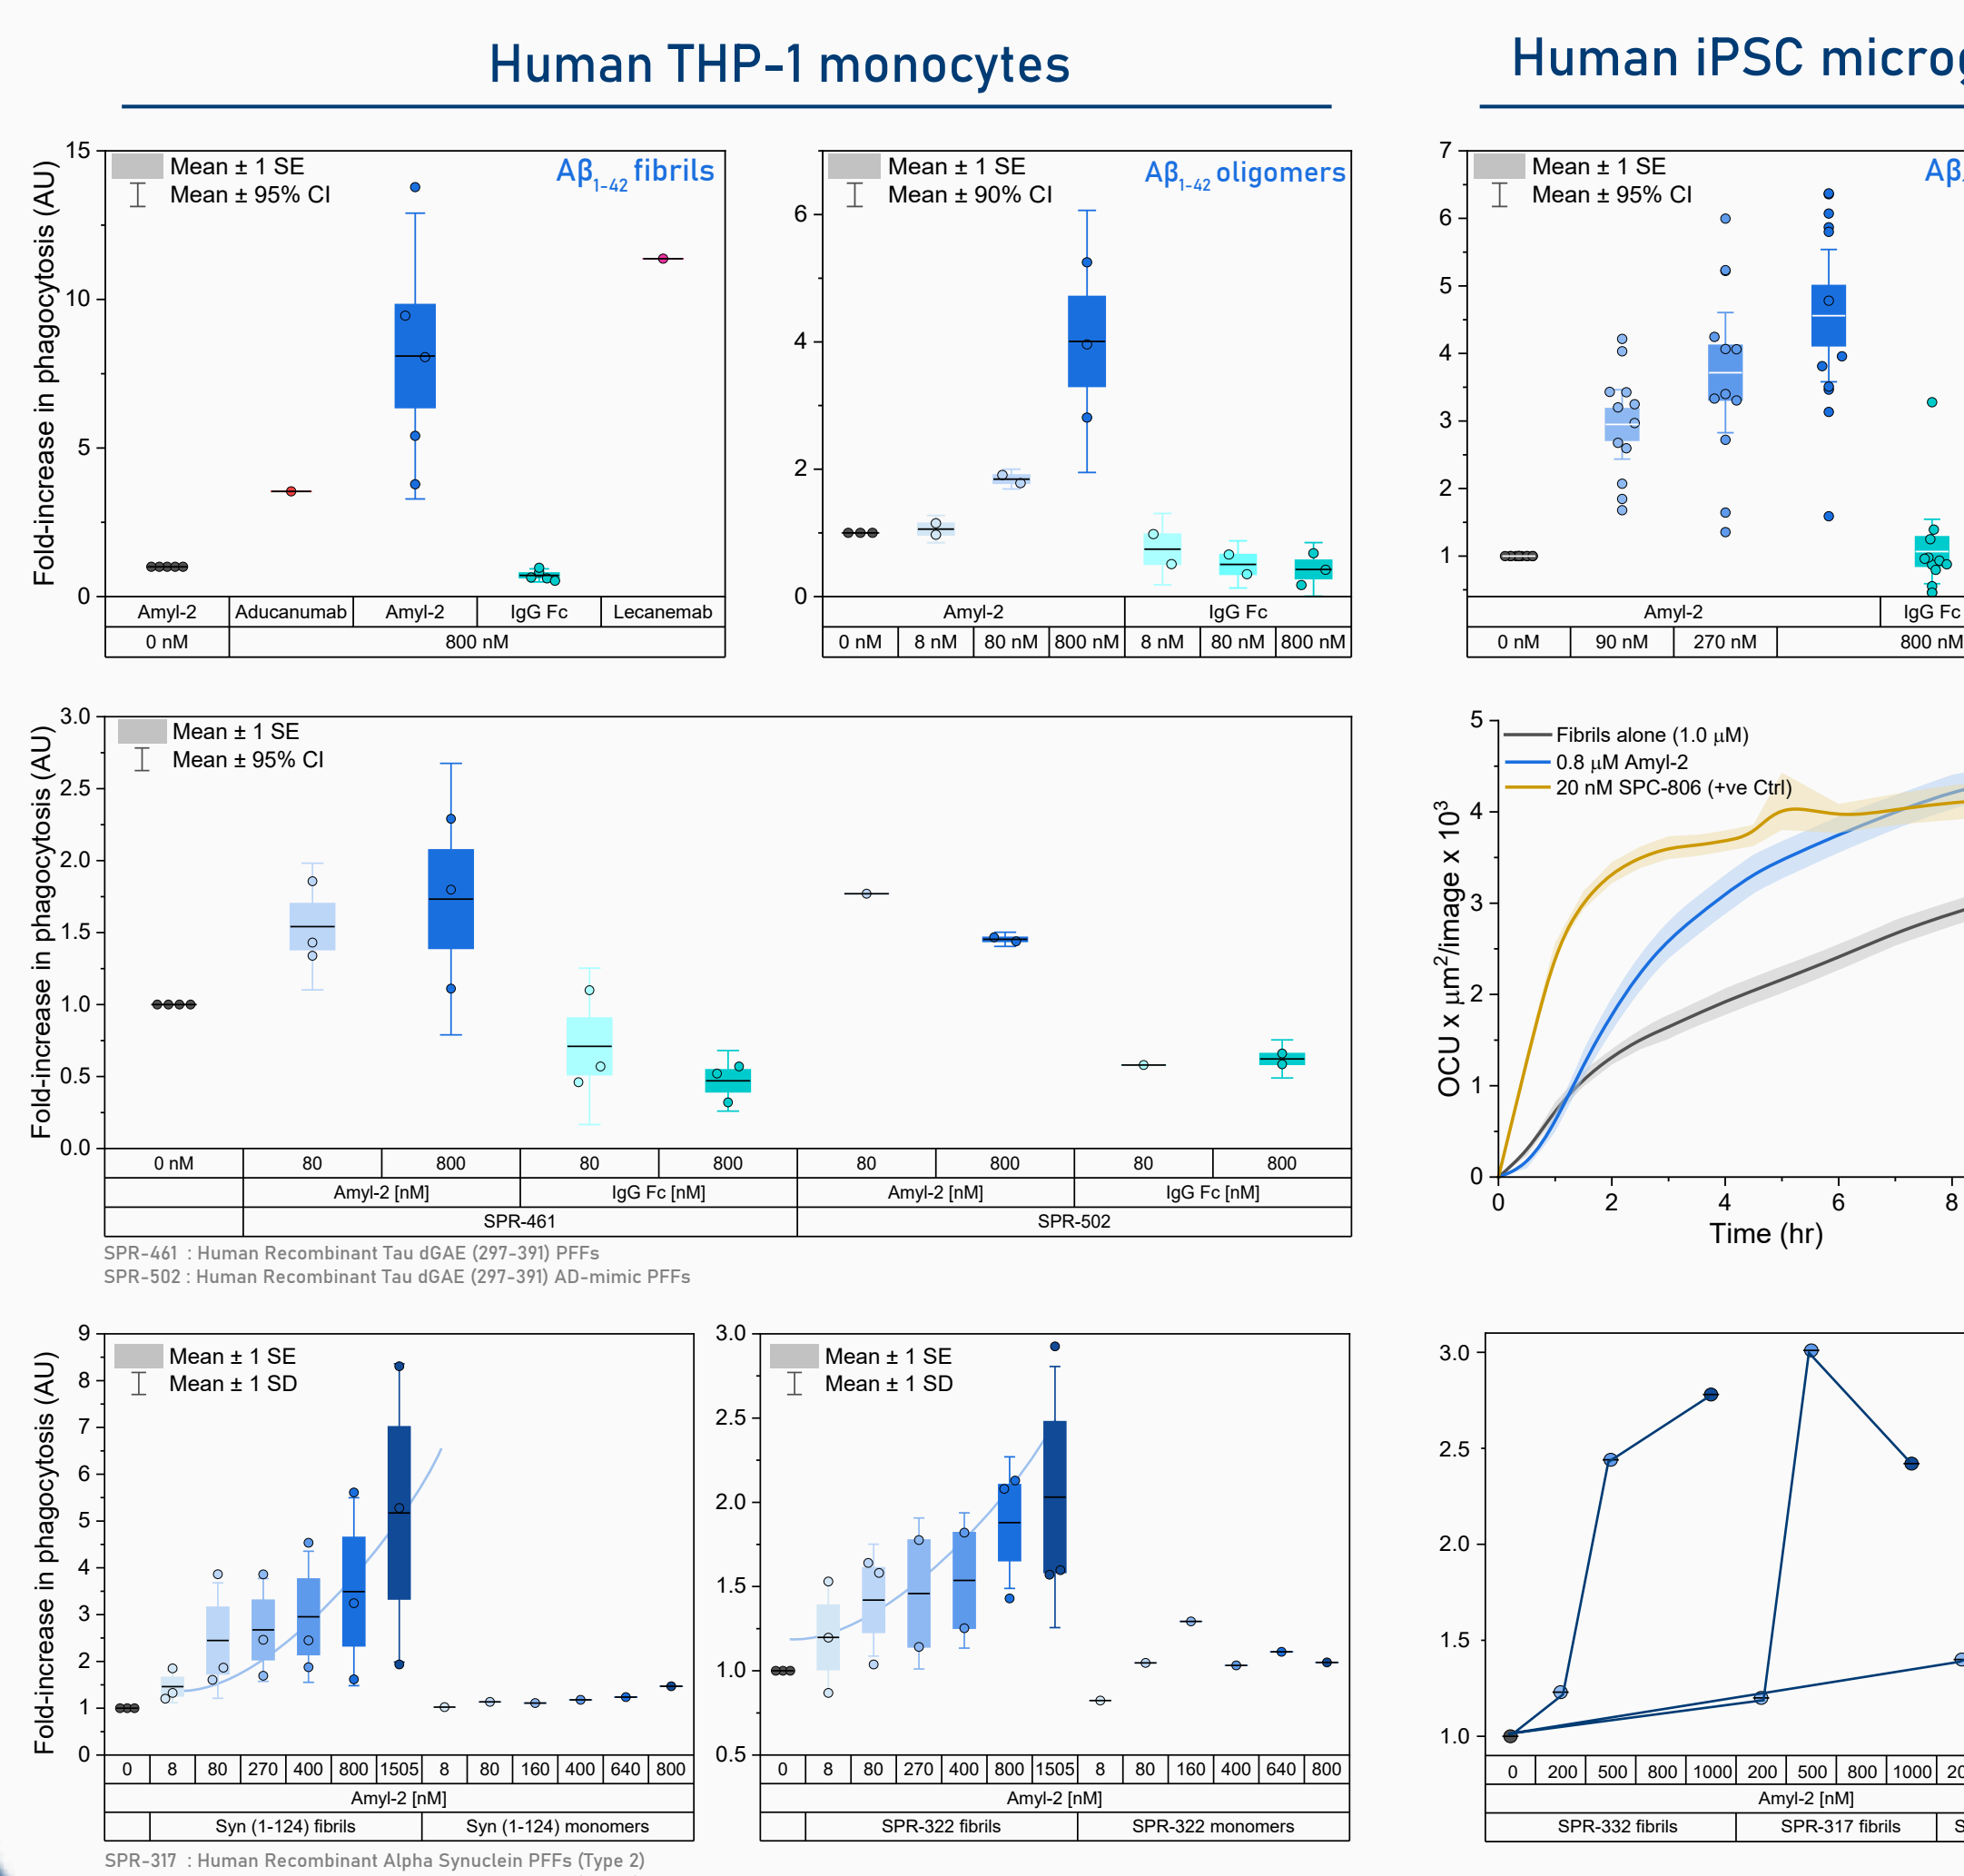 Human THP-1 monocytes
Human iPSC microg
Fold-increase in phagocytosis (AU)
15
10
5
0
Mean ± 1 SE
Mean ± 95% CI
Aβ1-42 fibrils
Amyl-2 Aducanumab Amyl-2 IgG Fc Lecanemab
0 nM 800 nM
6
4
2
0
Mean ± 1 SE
Mean ± 90% CI
Aβ1-42 oligomers
Amyl-2 IgG Fc
0 nM 8 nM 80 nM 800 nM 8 nM 80 nM 800 nM
7
6
5
4
3
2
1
Mean ± 1 SE
Mean ± 95% CI
Aβ
Amyl-2 IgG Fc
0 nM 90 nM 270 nM 800 nM
Fold-increase in phagocytosis (AU)
3.0
2.5
2.0
1.5
1.0
0.5
0.0
Mean ± 1 SE
Mean ± 95% CI
0 nM 80 800 80 800 80 800 80 800
Amyl-2 [nM] IgG Fc [nM] Amyl-2 [nM] IgG Fc [nM]
SPR-461 SPR-502
SPR-461 : Human Recombinant Tau dGAE (297-391) PFFs
SPR-502 : Human Recombinant Tau dGAE (297-391) AD-mimic PFFs
OCU x μm2/image x 103
5
4
3
2
1
0
Fibrils alone (1.0 μM)
0.8 μM Amyl-2
20 nM SPC-806 (+ve Ctrl)
0 2 4 6 8
Time (hr)
Fold-increase in phagocytosis (AU)
9
8
7
6
5
4
3
2
1
0
Mean ± 1 SE
Mean ± 1 SD
0 8 80 270 400 800 1505 8 80 160 400 640 800
Amyl-2 [nM]
Syn (1-124) fibrils Syn (1-124) monomers
SPR-317 : Human Recombinant Alpha Synuclein PFFs (Type 2)
3.0
2.5
2.0
1.5
1.0
0.5
Mean ± 1 SE
Mean ± 1 SD
0 8 80 270 400 800 1505 8 80 160 400 640 800
Amyl-2 [nM]
SPR-322 fibrils SPR-322 monomers
3.0
2.5
2.0
1.5
1.0
0 200 500 800 1000 200 500 800 1000 20
Amyl-2 [nM]
SPR-332 fibrils SPR-317 fibrils S